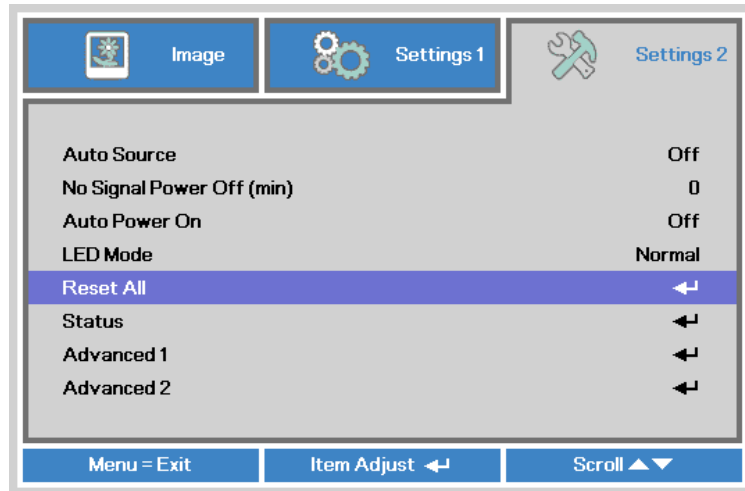 Image Settings 1 Settings 2
Auto Source Off
No Signal Power Off (min) 0
Auto Power On Off
LED Mode Normal
Reset All
Status
Advanced 1
Advanced 2
Menu = Exit Item Adjust Scroll